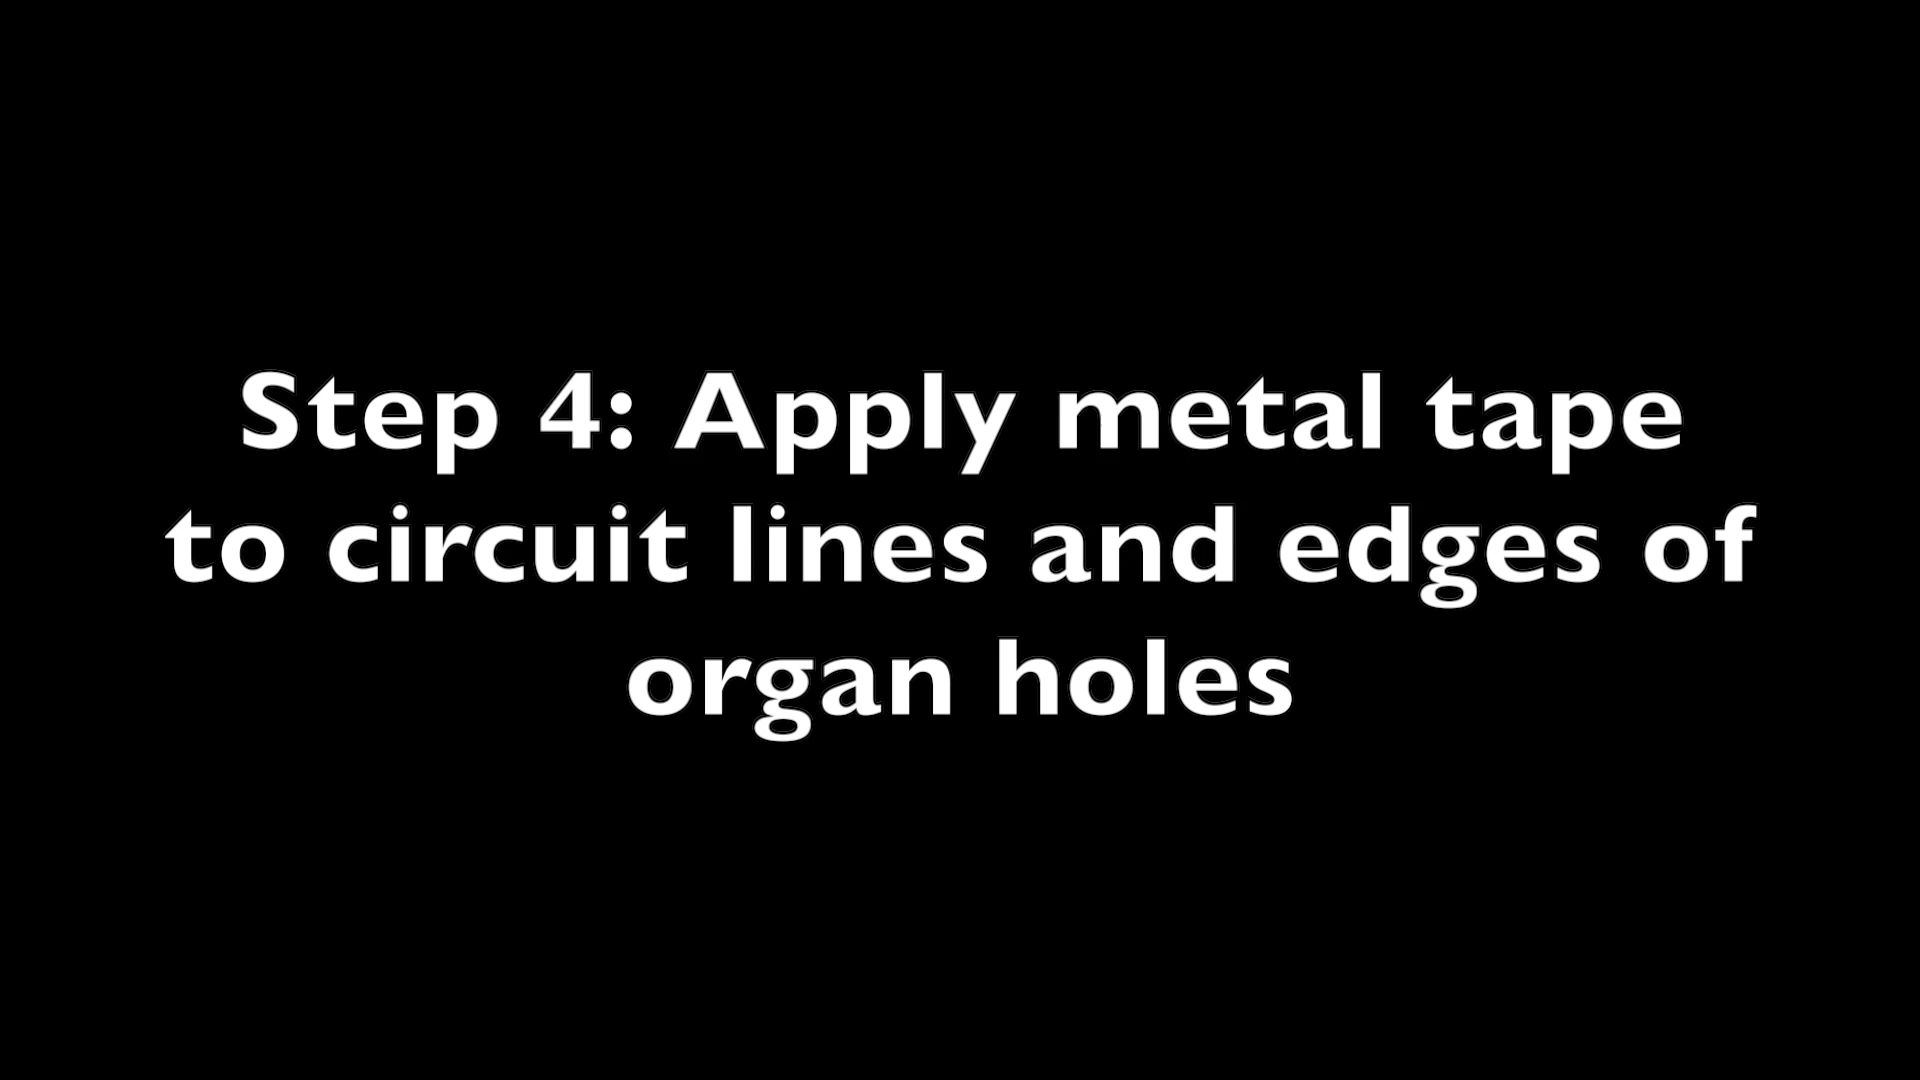 Step 4: Apply metal tape
to circuit lines and edges of
organ holes